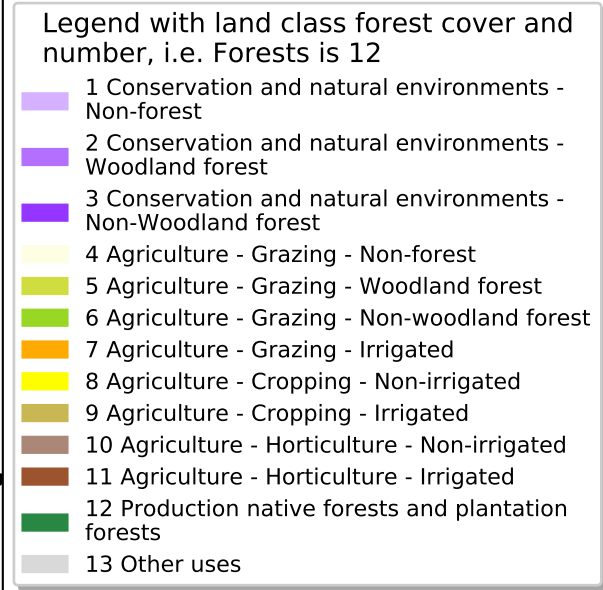 Legend with land class forest cover and
number, i.e. Forests is 12
1 Conservation and natural environments -
Non-forest
2 Conservation and natural environments -
Woodland forest
3 Conservation and natural environments -
Non-Woodland forest
4 Agriculture - Grazing - Non-forest
5 Agriculture - Grazing - Woodland forest
6 Agriculture - Grazing - Non-woodland forest
7 Agriculture - Grazing - Irrigated
8 Agriculture - Cropping - Non-irrigated
9 Agriculture - Cropping - Irrigated
10 Agriculture - Horticulture - Non-irrigated
11 Agriculture - Horticulture - Irrigated
12 Production native forests and plantation
forests
13 Other uses